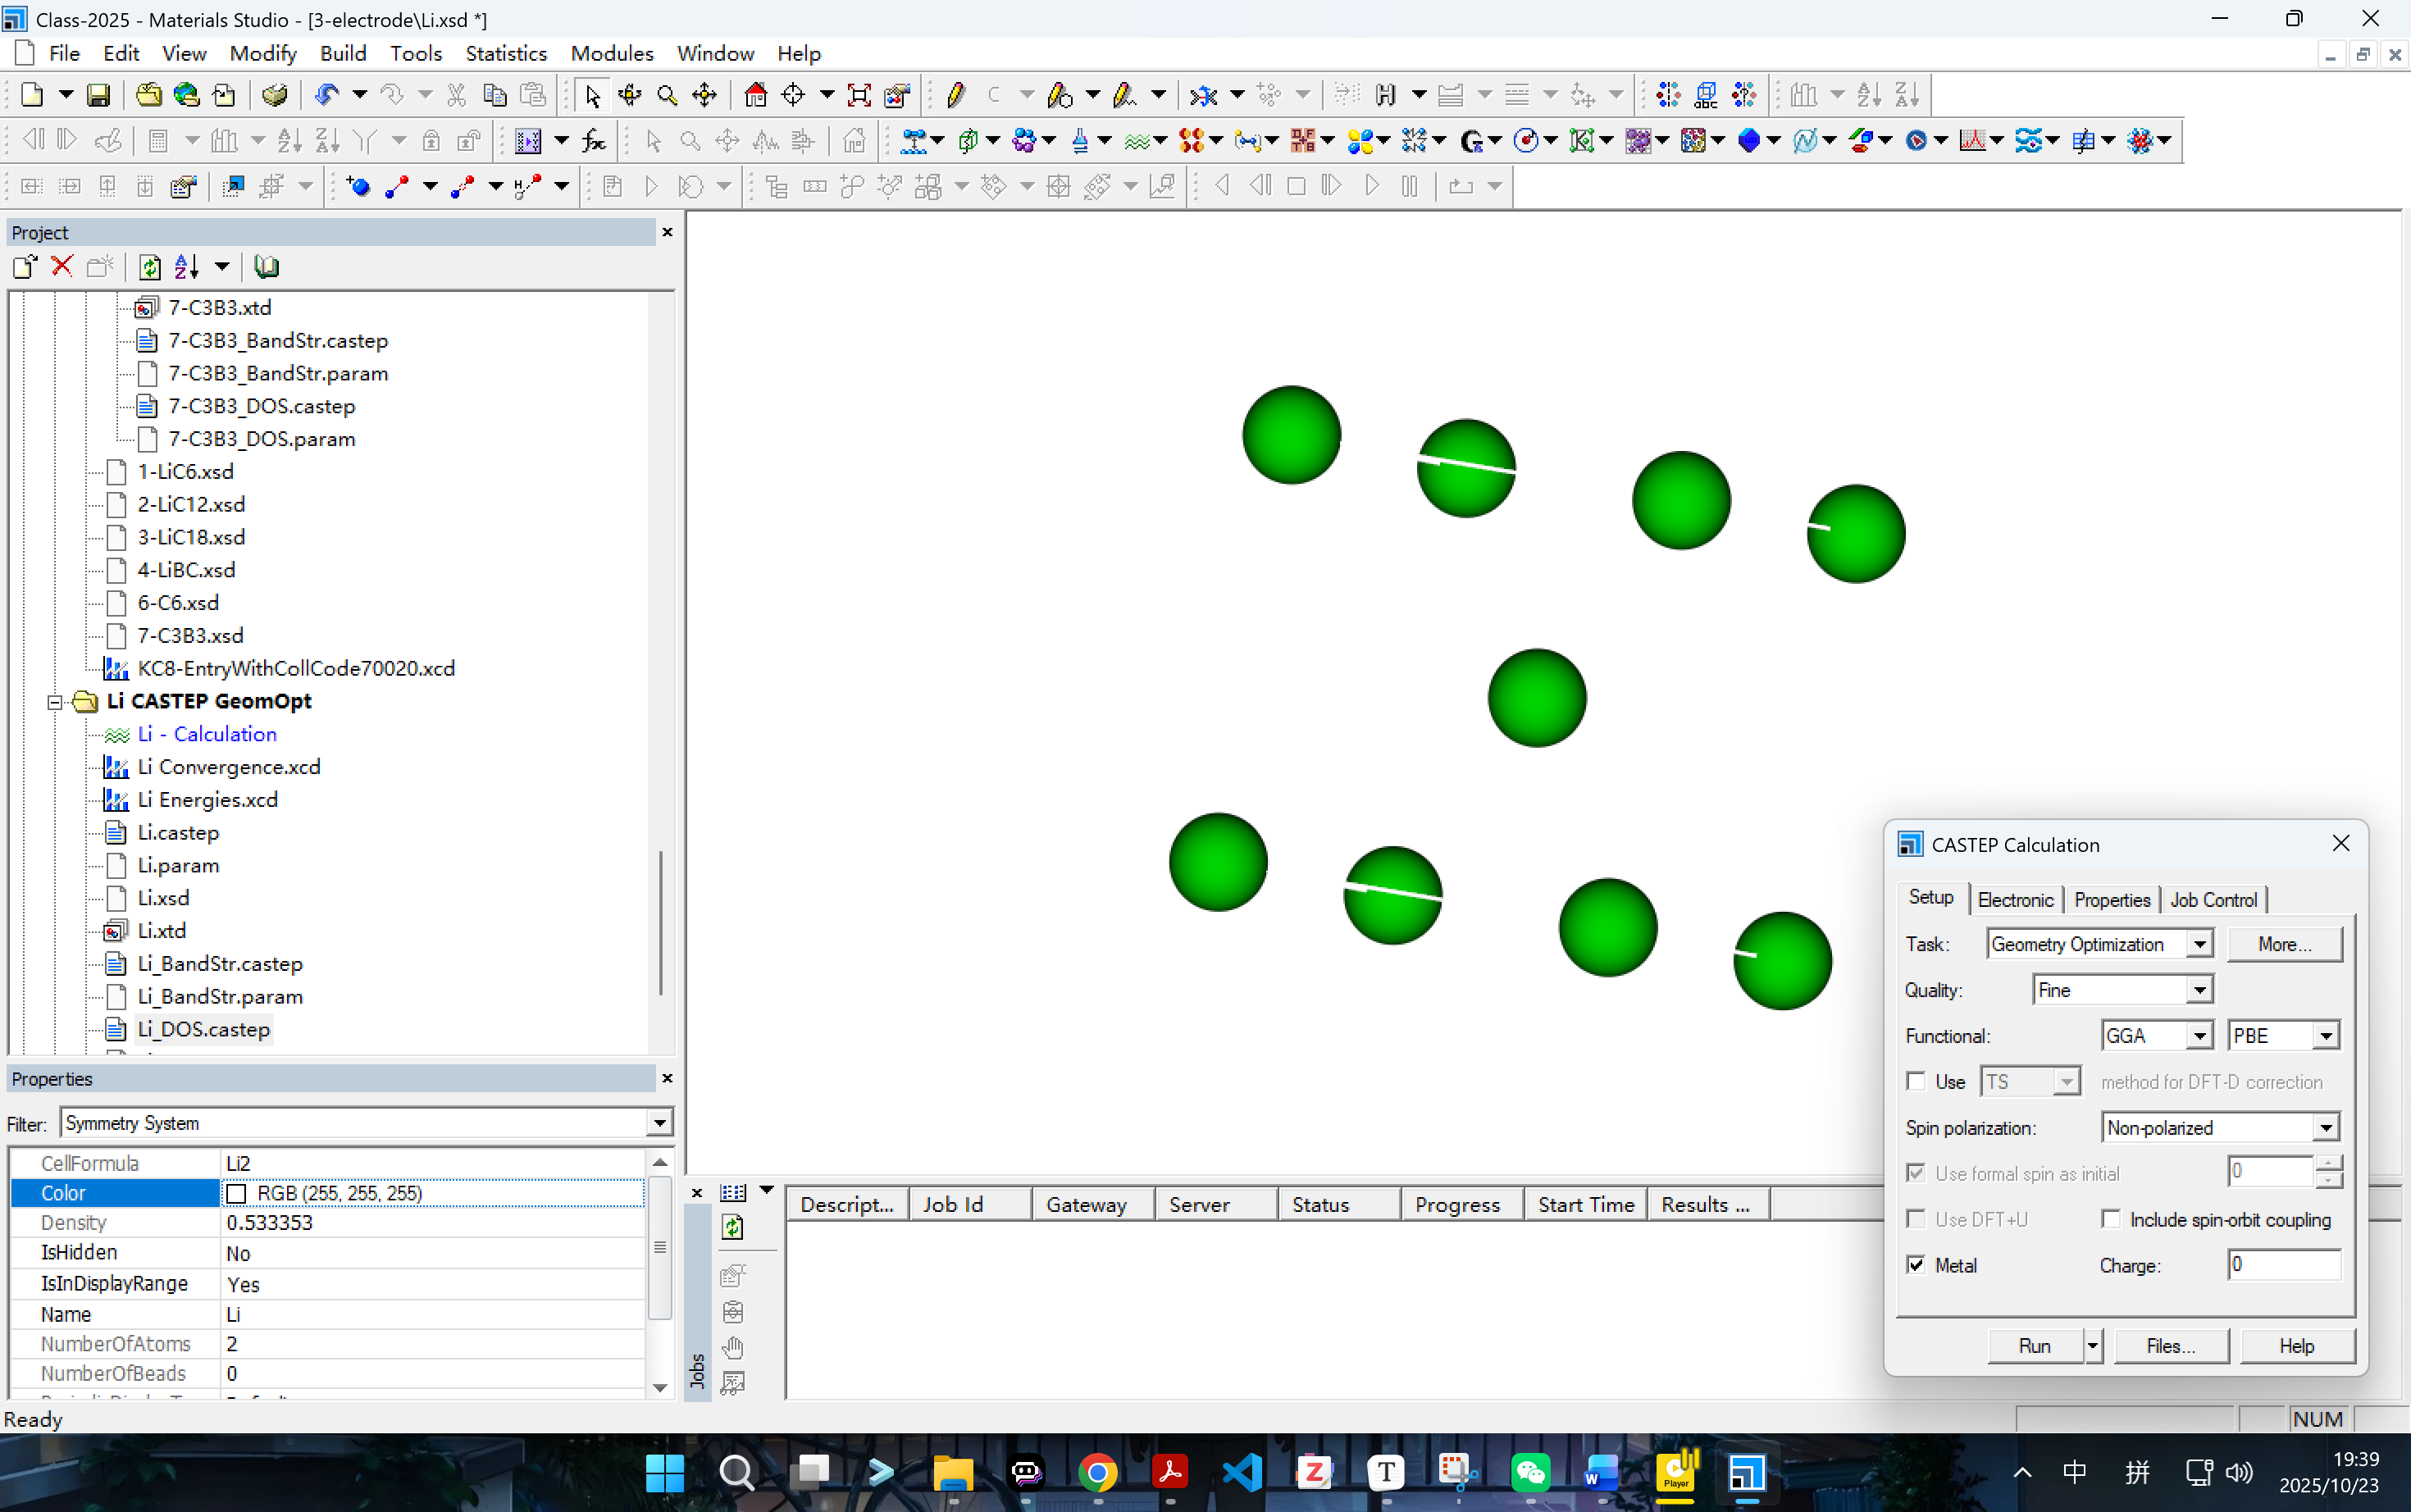 Class-2025 - Materials Studio - [3-electrode\Li.xsd *]
File Edit View Modify Build Tools Statistics Modules Window Help
Project
7-C3B3.xtd
7-C3B3_BandStr.castep
7-C3B3_BandStr.param
7-C3B3_DOS.castep
7-C3B3_DOS.param
1-LiC6.xsd
2-LiC12.xsd
3-LiC18.xsd
4-LiBC.xsd
6-C6.xsd
7-C3B3.xsd
KC8-EntryWithCollCode70020.xcd
Li CASTEP GeomOpt
Li - Calculation
Li Convergence.xcd
Li Energies.xcd
Li.castep
Li.param
Li.xsd
Li.xtd
Li_BandStr.castep
Li_BandStr.param
Li_DOS.castep
Properties
Filter: Symmetry System
CellFormula Li2
Color RGB (255, 255, 255)
Density 0.533353
IsHidden No
IsInDisplayRange Yes
Name Li
NumberOfAtoms 2
NumberOfBeads 0
Jobs
Descript... Job Id Gateway Server Status Progress Start Time Results ...
CASTEP Calculation
Setup Electronic Properties Job Control
Task: Geometry Optimization More...
Quality: Fine
Functional: GGA PBE
Use TS method for DFT-D correction
Spin polarization: Non-polarized
Use formal spin as initial 0
Use DFT+U Include spin-orbit coupling
Metal Charge: 0
Run Files... Help
Ready
NUM
中 拼
19:39
2025/10/23